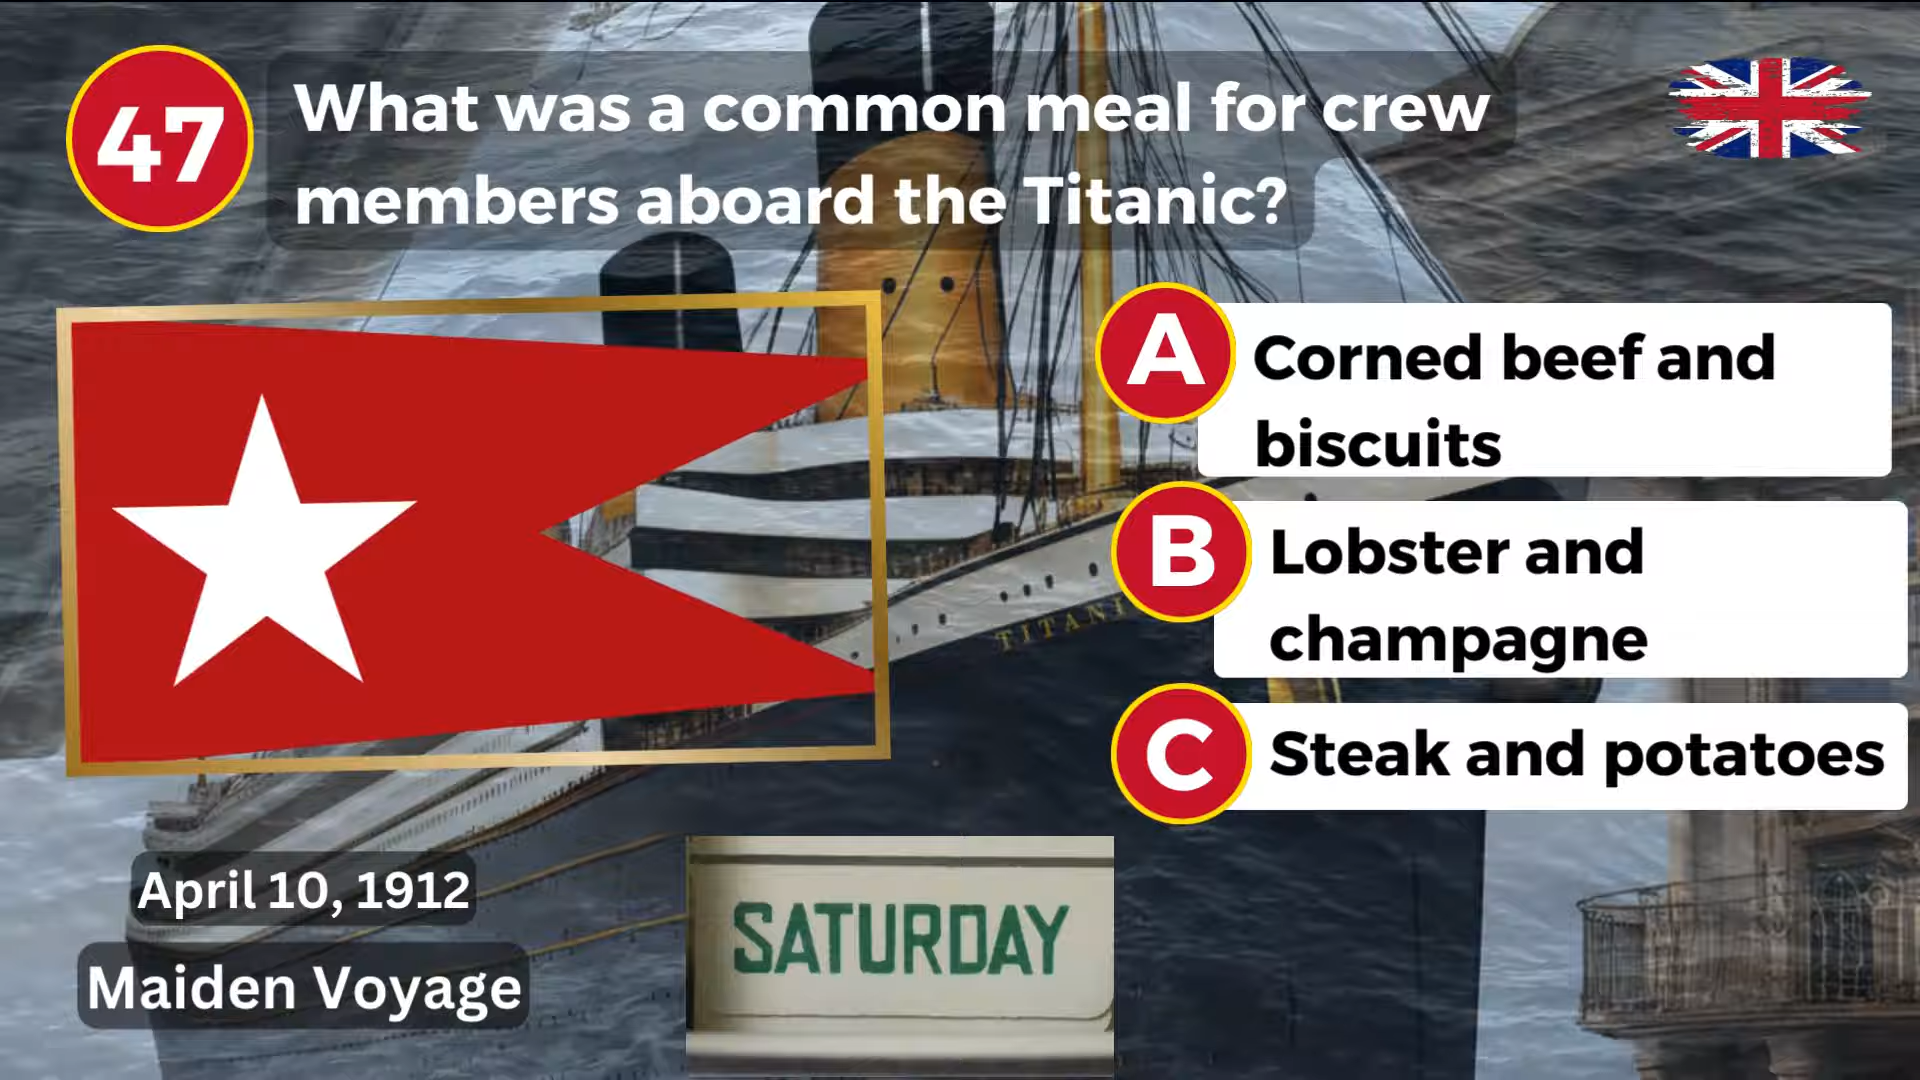 47
What was a common meal for crew
members aboard the Titanic?
A
Corned beef and
biscuits
B
Lobster and
champagne
C
Steak and potatoes
TITANI
April 10, 1912
Maiden Voyage
SATURDAY